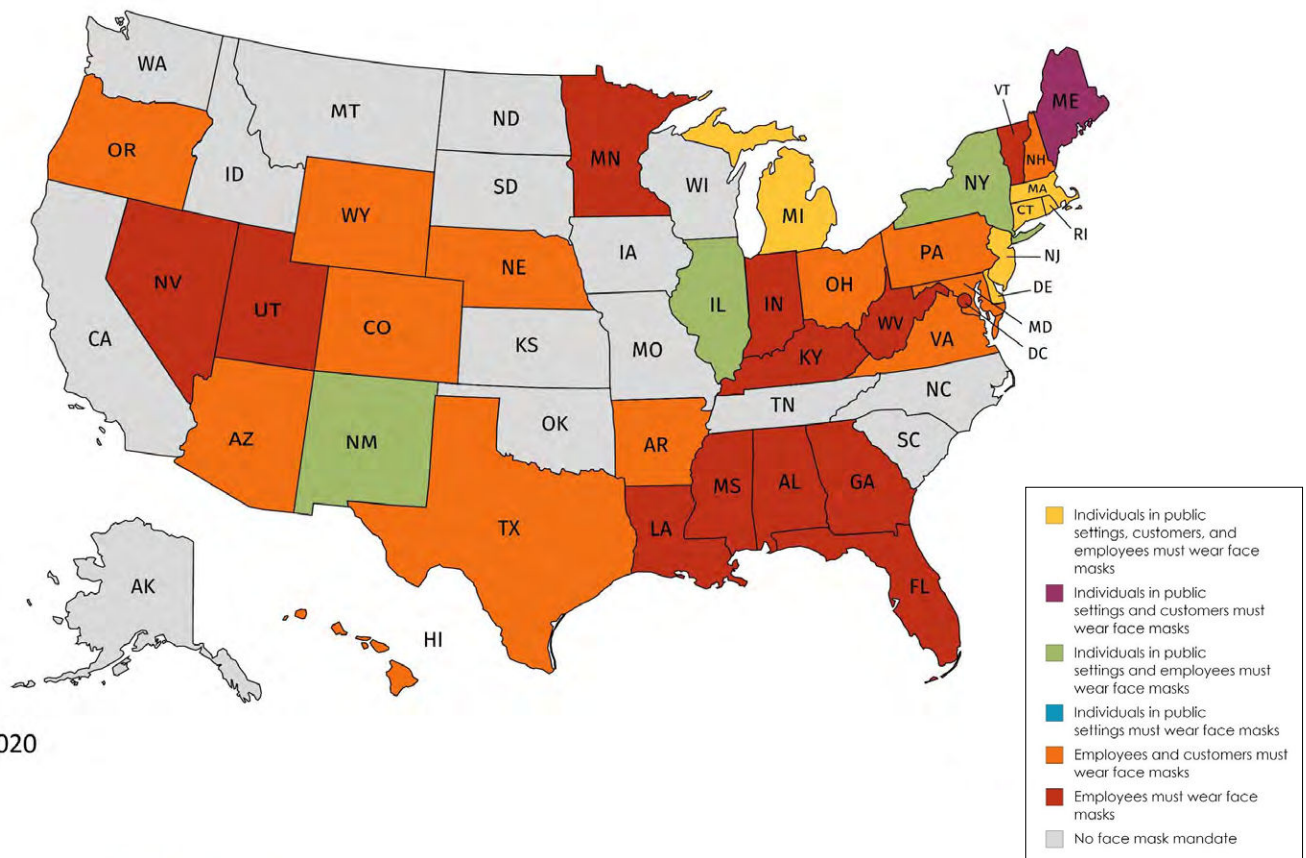 WA
MT
ND
MN
VT
ME
OR
ID
SD
WI
NY
NH
MA
CT
RI
WY
MI
IA
NE
PA
NJ
NV
UT
CO
IL
IN
OH
DE
CA
KS
MO
WV
VA
MD
KY
DC
AZ
NM
OK
AR
TN
NC
SC
TX
LA
MS
AL
GA
FL
AK
HI
020
Individuals in public
settings, customers, and
employees must wear face
masks
Individuals in public
settings and customers must
wear face masks
Individuals in public
settings and employees must
wear face masks
Individuals in public
settings must wear face masks
Employees and customers must
wear face masks
Employees must wear face
masks
No face mask mandate